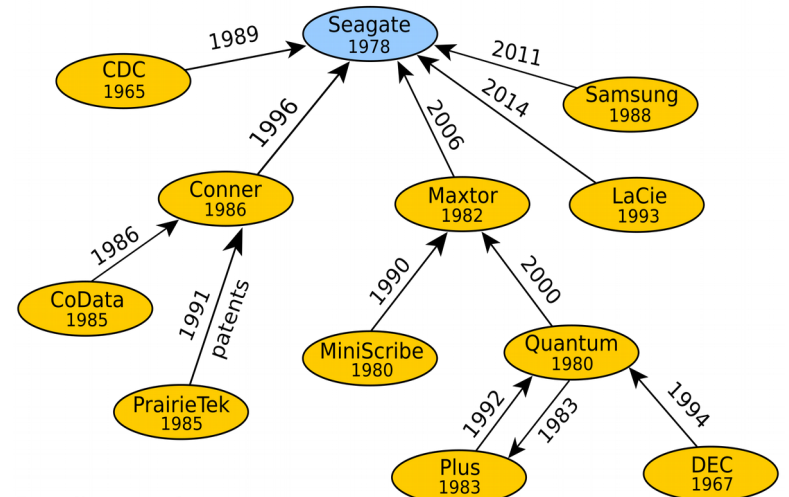 Seagate
1978
1989
2011
CDC
1965
2014
Samsung
1988
1996
2006
Conner
1986
Maxtor
1982
LaCie
1993
1986
1991
patents
1990
2000
CoData
1985
MiniScribe
1980
Quantum
1980
PrairieTek
1985
1992
1983
1994
Plus
1983
DEC
1967